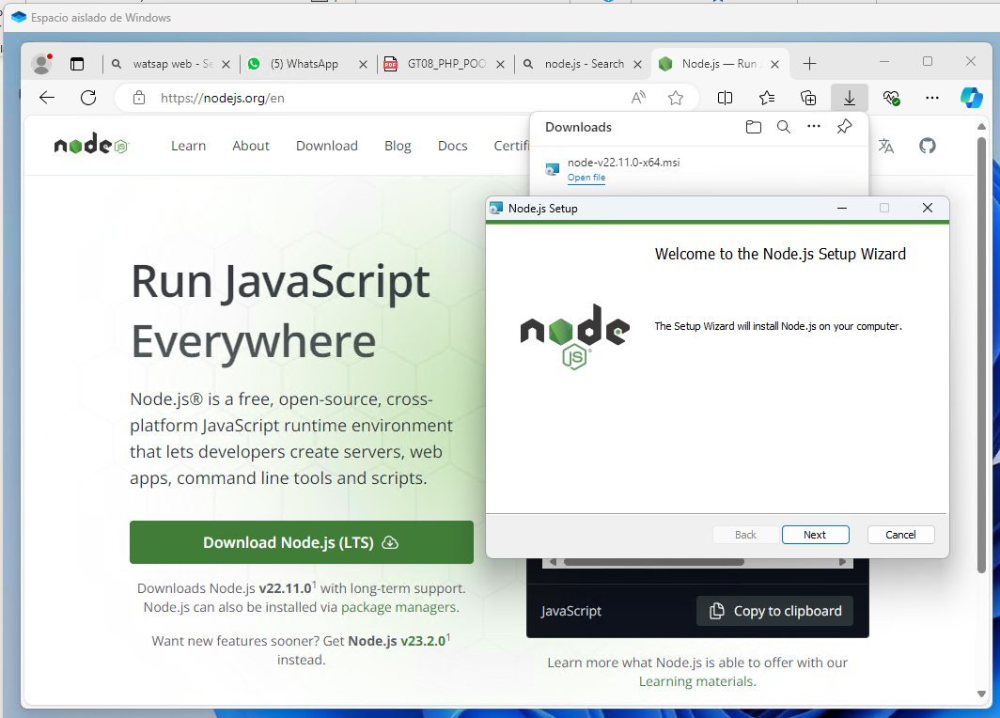 Espacio aislado de Windows
watsap web - Se
(5) WhatsApp
PDF
GT08_PHP_POO
node.js - Search
Node.js — Run
https://nodejs.org/en
node JS
Learn
About
Download
Blog
Docs
Certifi
Downloads
node-v22.11.0-x64.msi
Open file
Node.js Setup
Welcome to the Node.js Setup Wizard
node JS
The Setup Wizard will install Node.js on your computer.
Back
Next
Cancel
Run JavaScript
Everywhere
Node.js® is a free, open-source, cross-
platform JavaScript runtime environment
that lets developers create servers, web
apps, command line tools and scripts.
Download Node.js (LTS)
Downloads Node.js v22.11.0¹ with long-term support.
Node.js can also be installed via package managers.
Want new features sooner? Get Node.js v23.2.0¹
instead.
JavaScript
Copy to clipboard
Learn more what Node.js is able to offer with our
Learning materials.